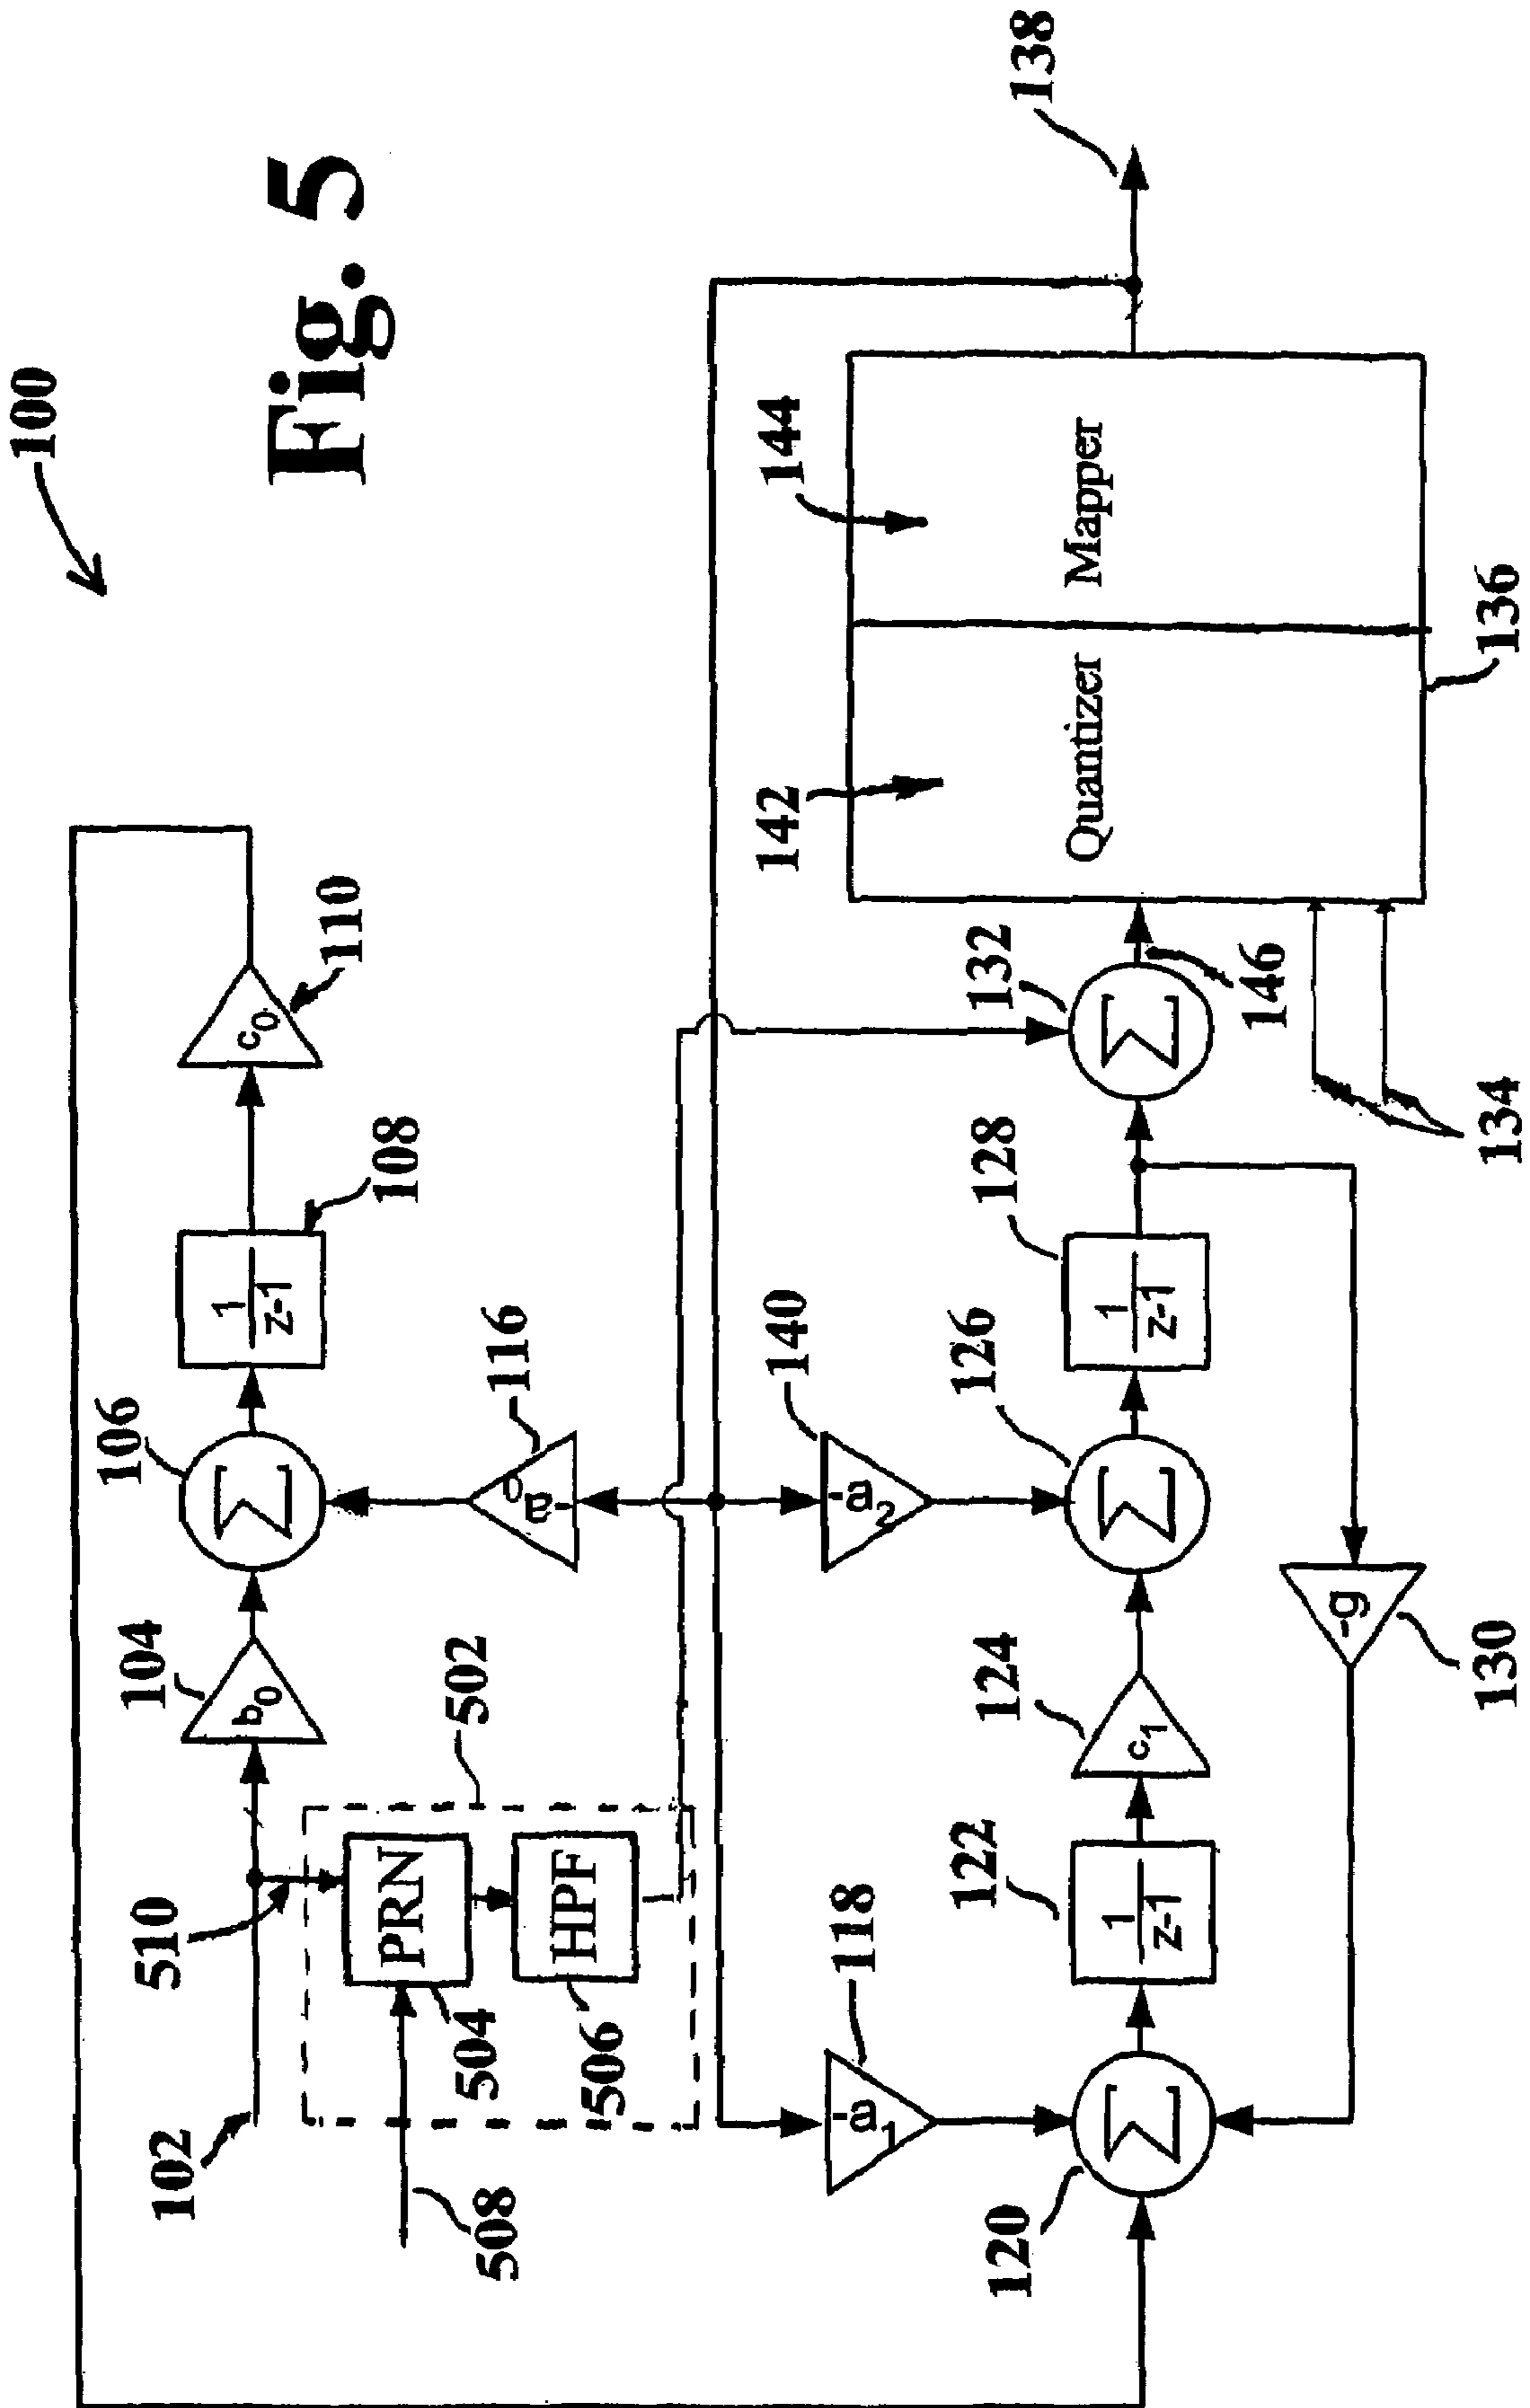 100
Fig. 5
106
108
110
104
b0
Σ
1
z-1
c0
102
510
502
PRN
504
HPF
506
508
116
-a0
118
-a1
140
-a2
120
Σ
122
1
z-1
124
c1
126
Σ
128
1
z-1
130
-g
132
Σ
146
134
142
Quantizer
144
Mapper
136
138